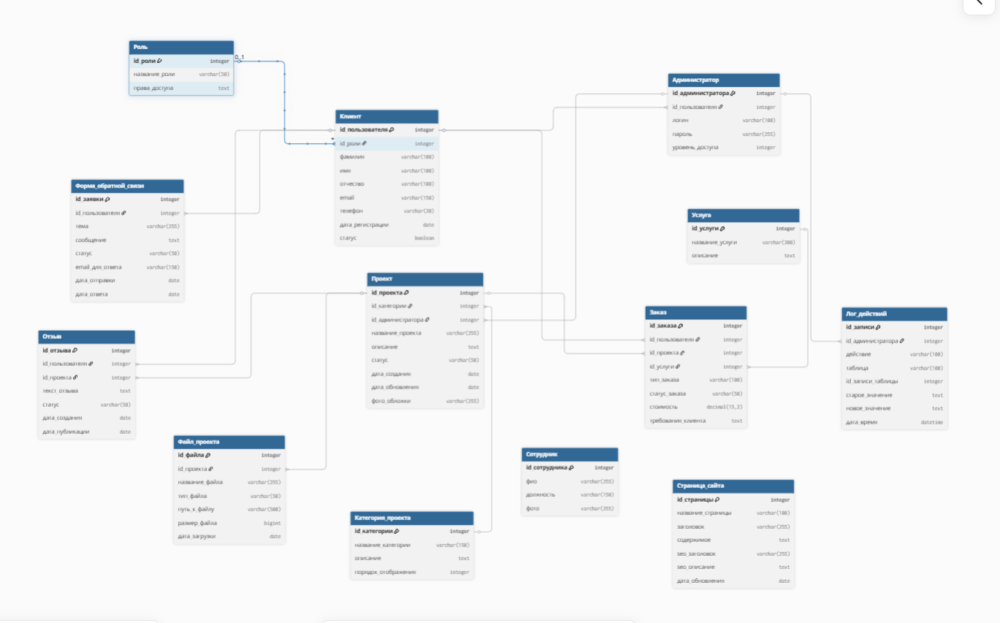 Роль
id_роли integer
название_роли varchar(50)
права_доступа text
0..1
*
Клиент
id_пользователя integer
id_роли integer
фамилия varchar(100)
имя varchar(100)
отчество varchar(100)
email varchar(150)
телефон varchar(20)
дата_регистрации date
статус boolean
Администратор
id_администратора integer
id_пользователя integer
логин varchar(100)
пароль varchar(255)
уровень_доступа integer
Форма_обратной_связи
id_заявки integer
id_пользователя integer
тема varchar(255)
сообщение text
статус varchar(50)
email_для_ответа varchar(150)
дата_отправки date
дата_ответа date
Услуга
id_услуги integer
название_услуги varchar(200)
описание text
Проект
id_проекта integer
id_категории integer
id_администратора integer
название_проекта varchar(255)
описание text
статус varchar(50)
дата_создания date
дата_обновления date
фото_обложки varchar(255)
Заказ
id_заказа integer
id_пользователя integer
id_проекта integer
id_услуги integer
тип_заказа varchar(100)
статус_заказа varchar(50)
стоимость decimal(15,2)
требования_клиента text
Лог_действий
id_записи integer
id_администратора integer
действие varchar(100)
таблица varchar(100)
id_записи_таблицы integer
старое_значение text
новое_значение text
дата_время datetime
Отзыв
id_отзыва integer
id_пользователя integer
id_проекта integer
текст_отзыва text
статус varchar(50)
дата_создания date
дата_публикации date
Файл_проекта
id_файла integer
id_проекта integer
название_файла varchar(255)
тип_файла varchar(50)
путь_к_файлу varchar(500)
размер_файла bigint
дата_загрузки date
Сотрудник
id_сотрудника integer
фио varchar(255)
должность varchar(150)
фото varchar(255)
Страница_сайта
id_страницы integer
название_страницы varchar(100)
заголовок varchar(255)
содержимое text
seo_заголовок varchar(255)
seo_описание text
дата_обновления date
Категория_проекта
id_категории integer
название_категории varchar(150)
описание text
порядок_отображения integer